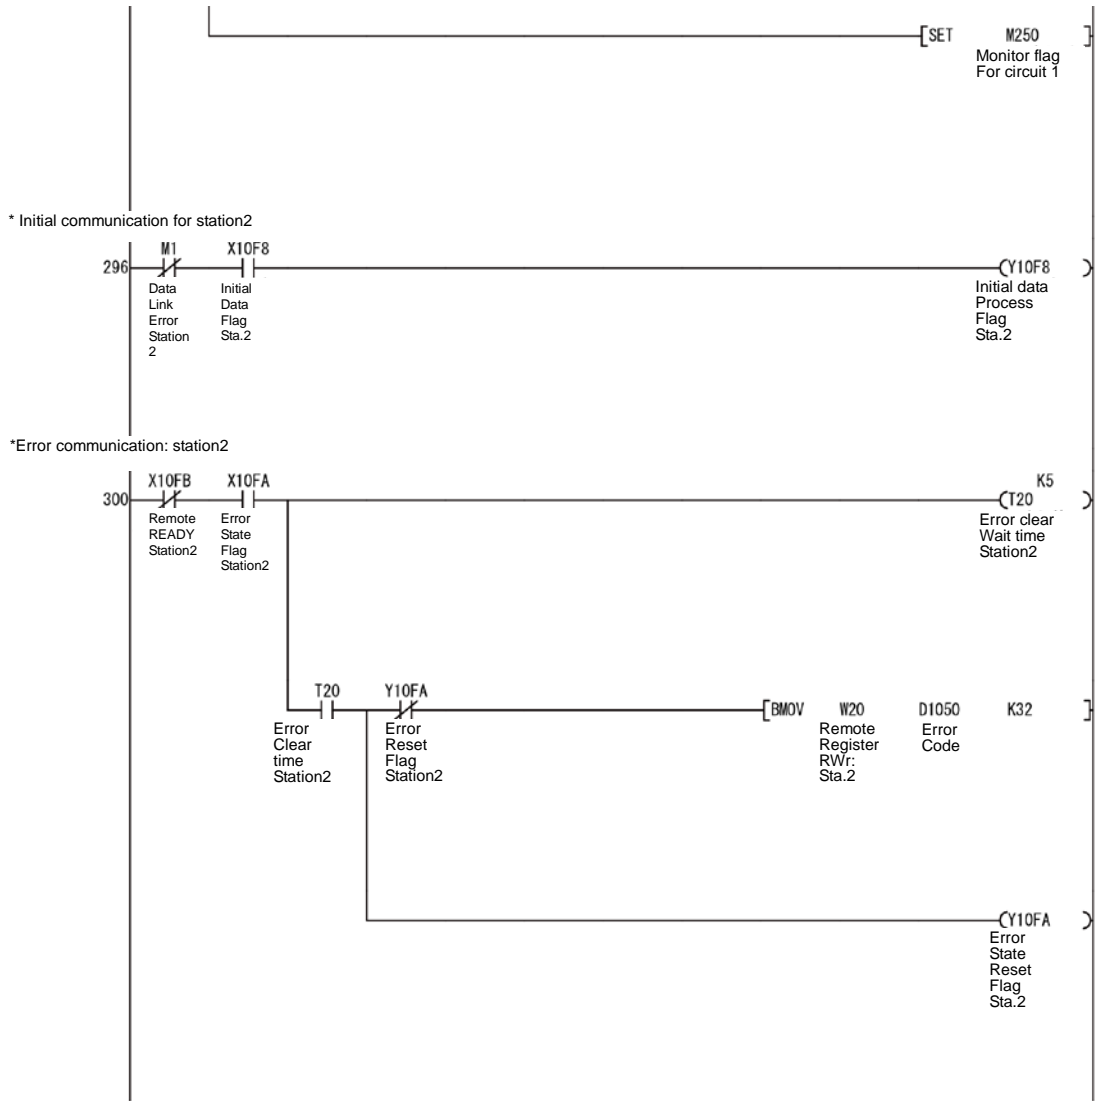 SET M250
Monitor flag
For circuit 1
* Initial communication for station2
M1 X10F8
296 Y10F8
Data
Link
Error
Station
2
Initial
Data
Flag
Sta.2
Initial data
Process
Flag
Sta.2
*Error communication: station2
X10FB X10FA K5
300 T20
Remote
READY
Station2
Error
State
Flag
Station2
Error clear
Wait time
Station2
T20 Y10FA
BMOV W20 D1050 K32
Error
Clear
time
Station2
Error
Reset
Flag
Station2
Remote
Register
RWr:
Sta.2
Error
Code
Y10FA
Error
State
Reset
Flag
Sta.2